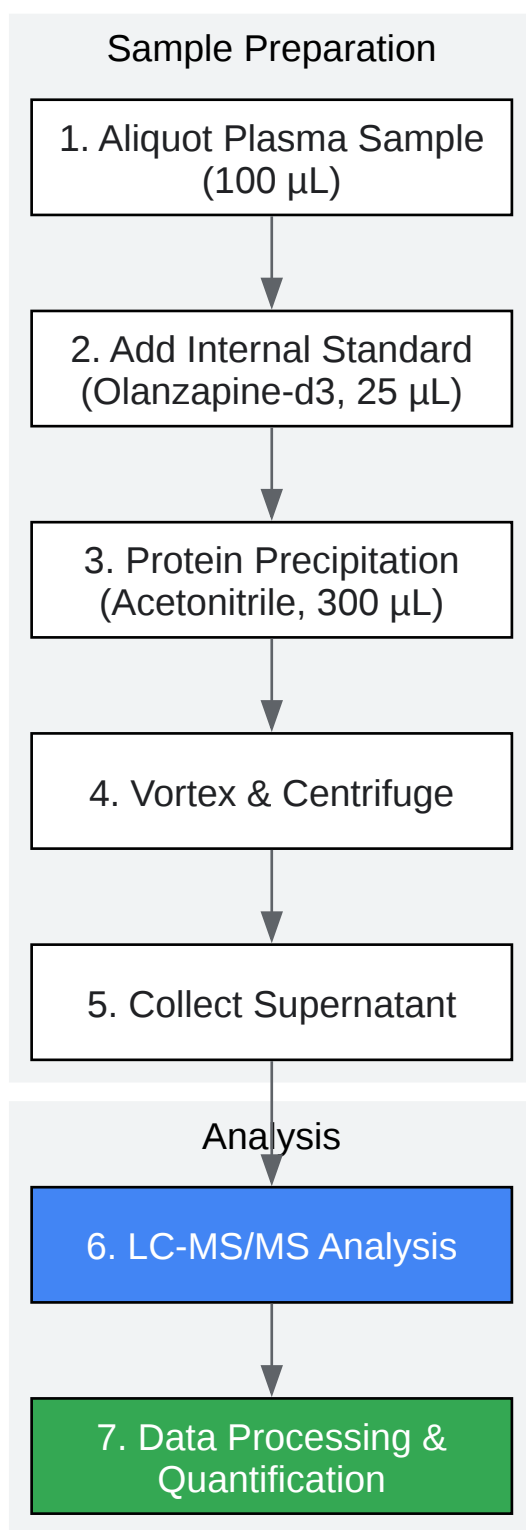 Sample Preparation
1. Aliquot Plasma Sample
(100 µL)
2. Add Internal Standard
(Olanzapine-d3, 25 µL)
3. Protein Precipitation
(Acetonitrile, 300 µL)
4. Vortex & Centrifuge
5. Collect Supernatant
Analysis
6. LC-MS/MS Analysis
7. Data Processing &
Quantification